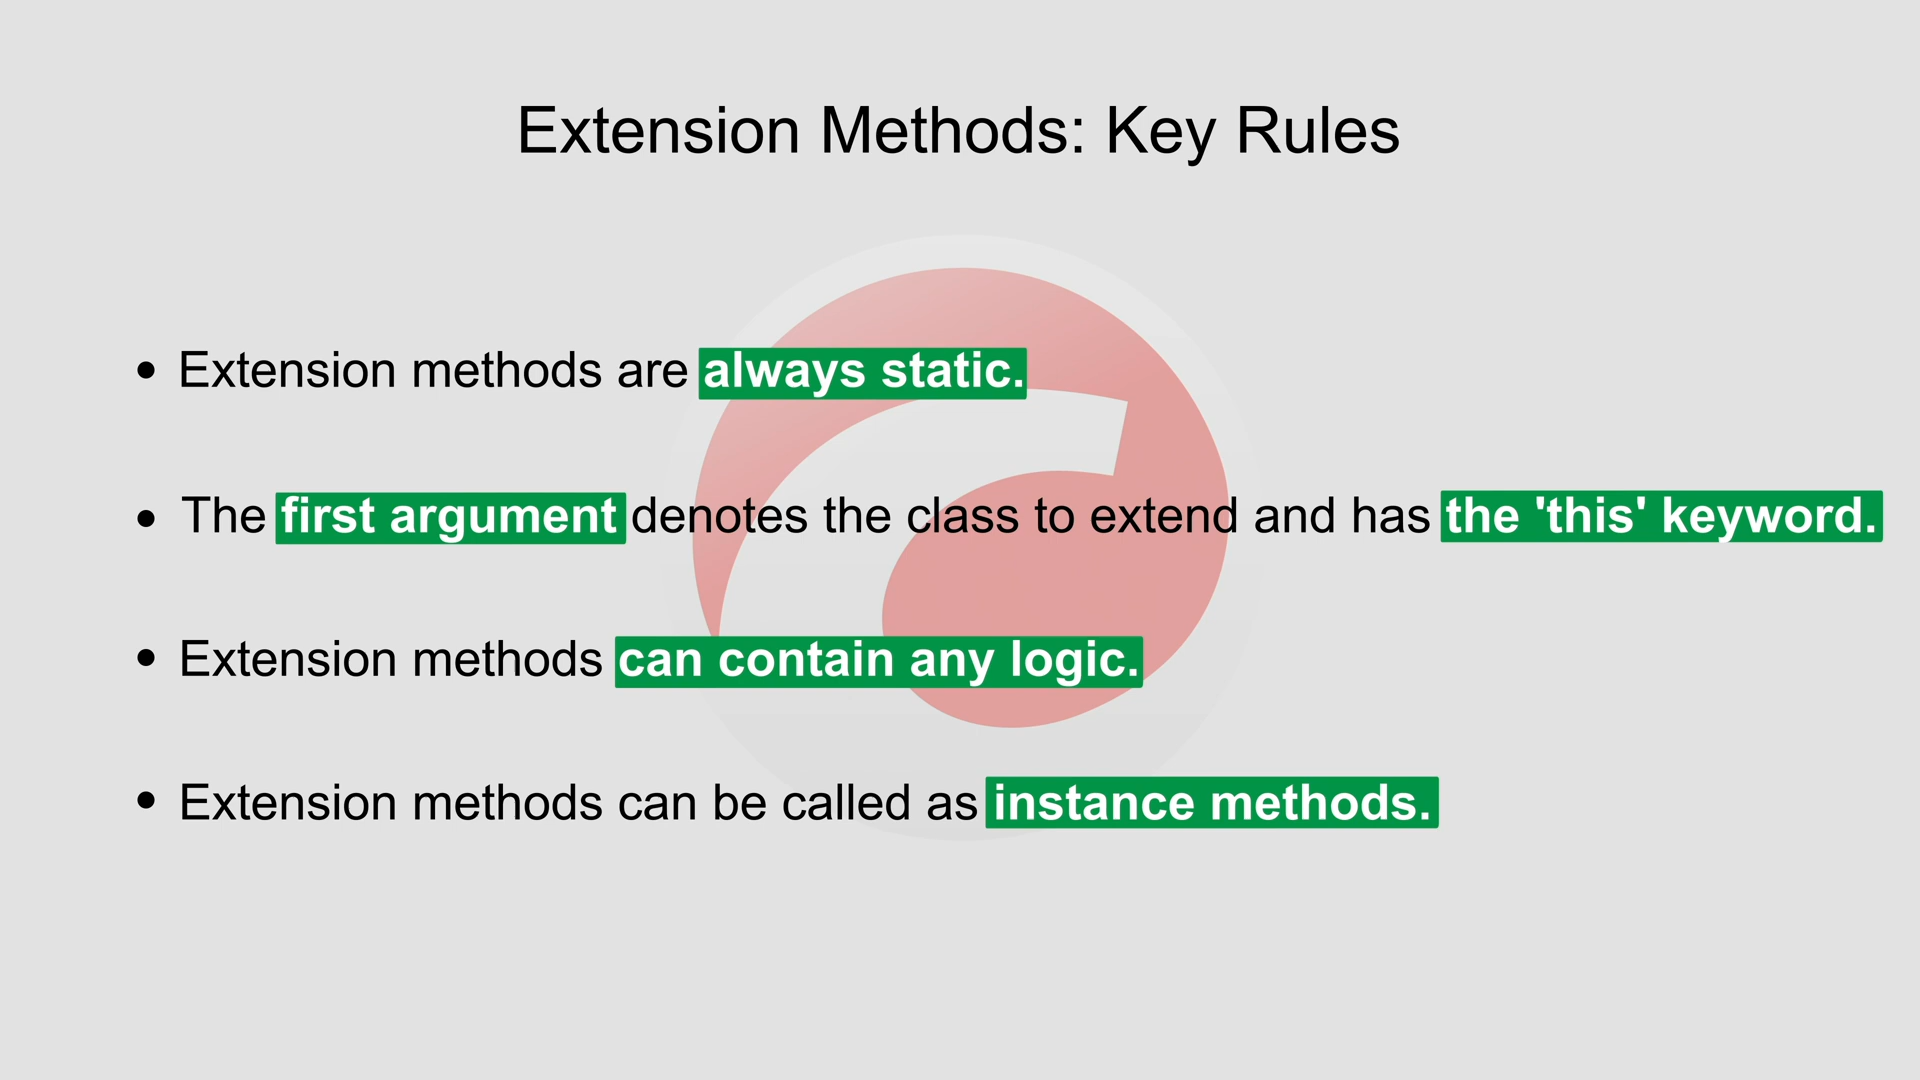 Extension Methods: Key Rules
• Extension methods are always static.
• The first argument denotes the class to extend and has the 'this' keyword.
• Extension methods can contain any logic.
• Extension methods can be called as instance methods.